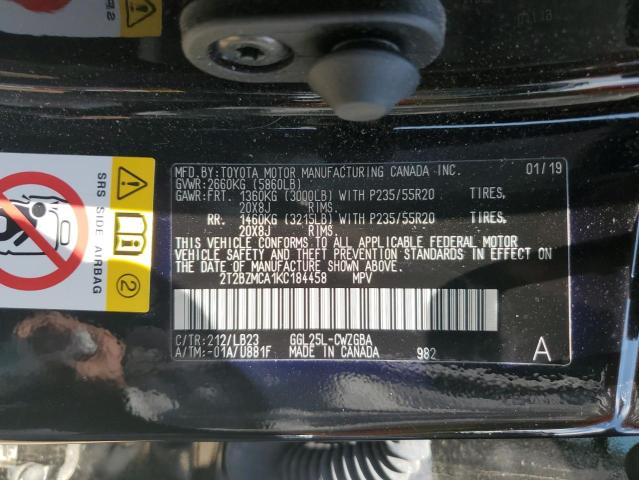 MFD.BY:TOYOTA MOTOR MANUFACTURING CANADA INC. 01/19
GVWR:2660KG (5860LB)
GAWR:FRT. 1360KG (3000LB) WITH P235/55R20 TIRES,
20X8J RIMS
RR. 1460KG (3215LB) WITH P235/55R20 TIRES,
20X8J RIMS
THIS VEHICLE CONFORMS TO ALL APPLICABLE FEDERAL MOTOR
VEHICLE SAFETY AND THEFT PREVENTION STANDARDS IN EFFECT ON
THE DATE OF MANUFACTURE SHOWN ABOVE.
2T2BZMCA1KC184458 MPV
C/TR:212/LB23 GGL25L-CWZGBA
A/TM:-01A/U881F MADE IN CANADA 982 A
SRS SIDE AIRBAG
2